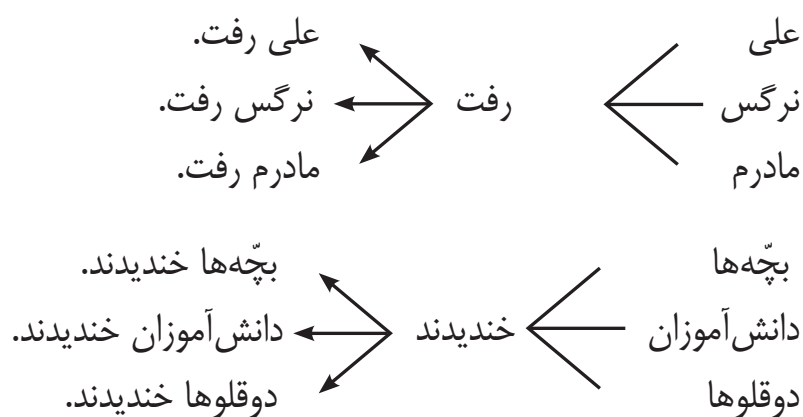 علی علی رفت.
نرگس رفت نرگس رفت.
مادرم مادرم رفت.
بچّه‌ها بچّه‌ها خندیدند.
دانش‌آموزان خندیدند دانش‌آموزان خندیدند.
دوقلوها دوقلوها خندیدند.